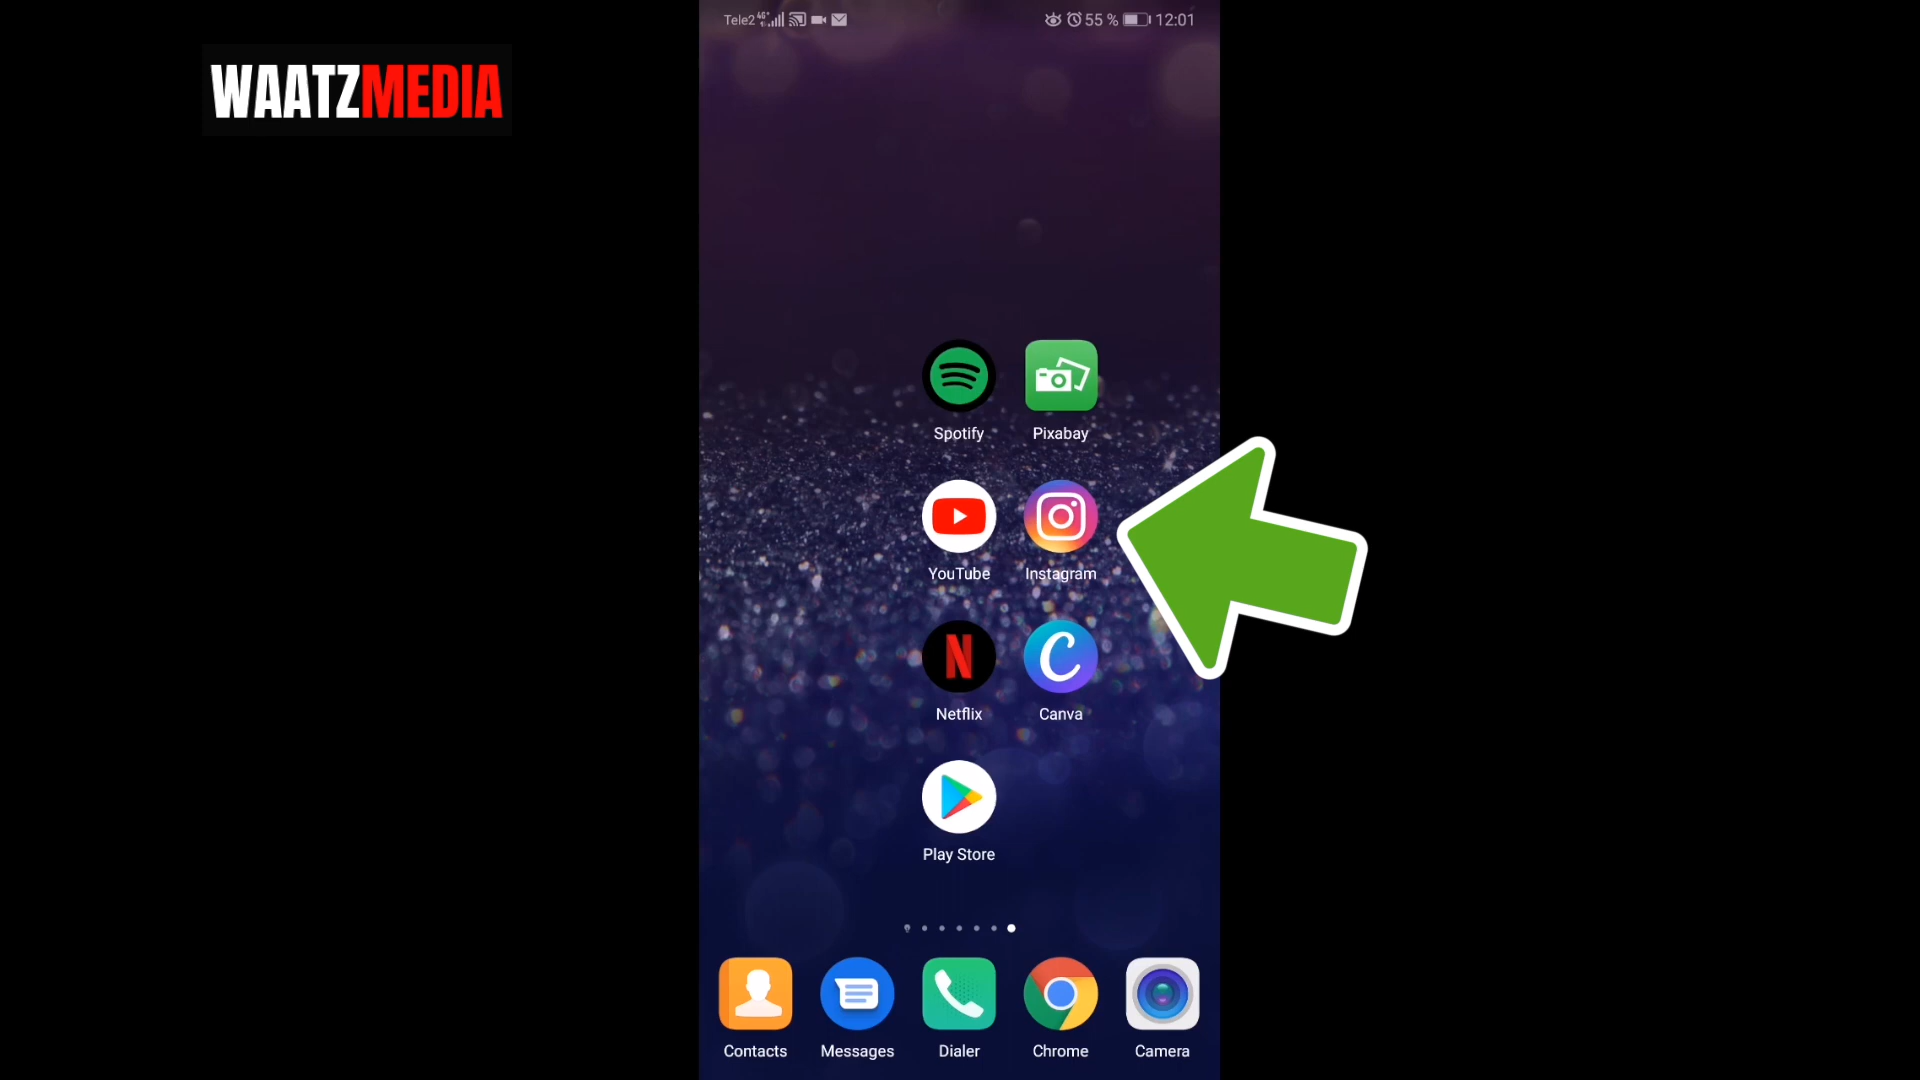 Tele2 4G+ 55 % 12:01
WAATZMEDIA
Spotify Pixabay
YouTube Instagram
Netflix Canva
Play Store
Contacts Messages Dialer Chrome Camera